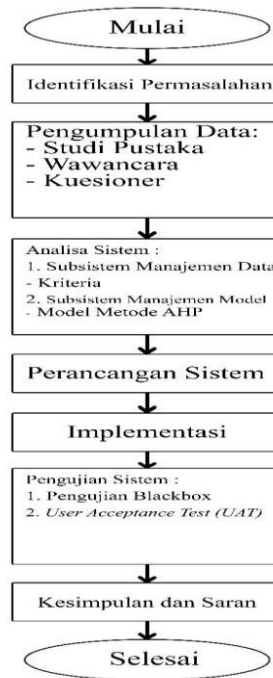 Mulai
Identifikasi Permasalahan
Pengumpulan Data:
- Studi Pustaka
- Wawancara
- Kuesioner
Analisa Sistem :
1. Subsistem Manajemen Data
- Kriteria
2. Subsistem Manajemen Model
- Model Metode AHP
Perancangan Sistem
Implementasi
Pengujian Sistem :
1. Pengujian Blackbox
2. User Acceptance Test (UAT)
Kesimpulan dan Saran
Selesai